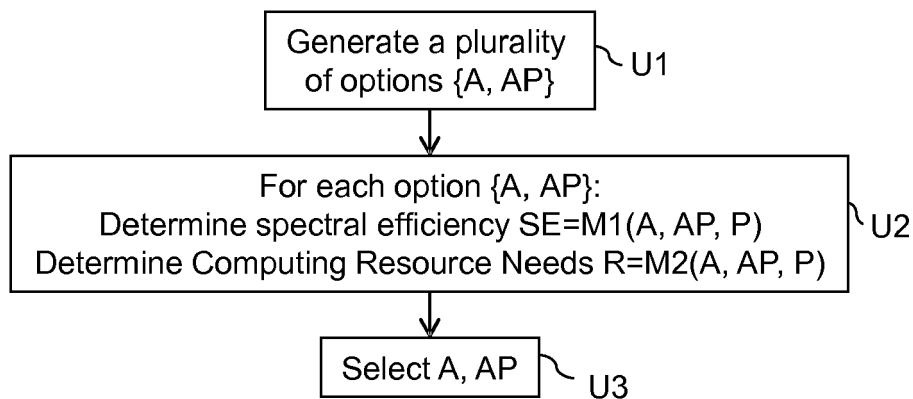 Generate a plurality
of options {A, AP}
U1
For each option {A, AP}:
Determine spectral efficiency SE=M1(A, AP, P)
Determine Computing Resource Needs R=M2(A, AP, P)
U2
Select A, AP
U3